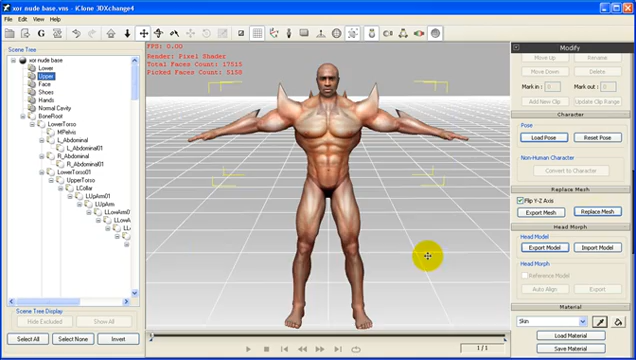 xor nude base.vns - iClone 3DXchange4
File Edit View Help
G
Scene Tree
xor nude base
Lower
Upper
Face
Shoes
Hands
Normal Cavity
BoneRoot
LowerTorso
MPelvis
L_Abdominal
L_Abdominal01
R_Abdominal
R_Abdominal01
LowerTorso01
UpperTorso
LCollar
LUpArm01
LUpArm
LLowArm01
LLowArm
Scene Tree Display
Hide Excluded Show All
Select All Select None Invert
FPS: 0.00
Render: Pixel Shader
Total Faces Count: 17515
Picked Faces Count: 5158
1 / 1
Modify
Move Up Rename
Move Down Delete
Mark in : 0 Mark out : 0
Add New Clip Update Clip Range
Character
Pose
Load Pose Reset Pose
Non-Human Character
Convert to Character
Replace Mesh
Flip Y-Z Axis
Export Mesh Replace Mesh
Head Morph
Head Model
Export Model Import Model
Head Morph
Reference Model
Auto Align Export
Material
Skin
Load Material
Save Material